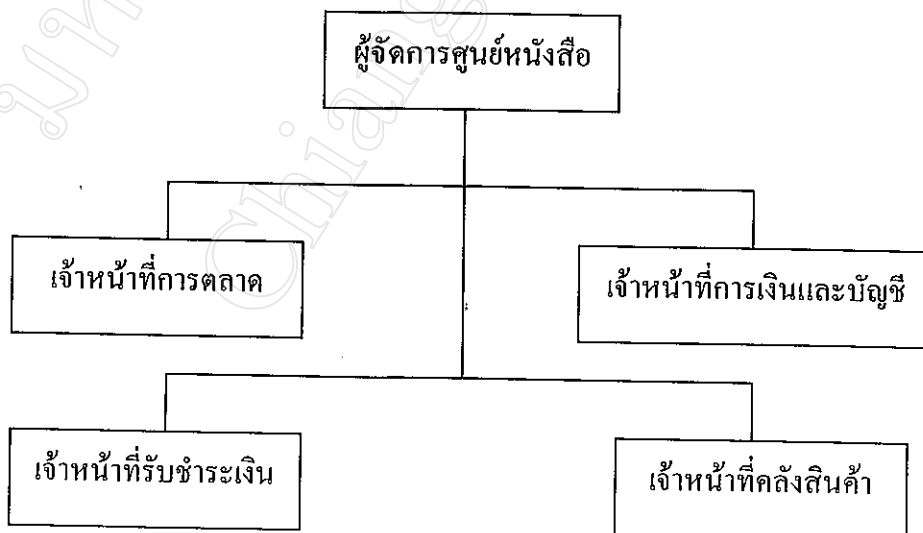 ผู้จัดการศูนย์หนังสือ
เจ้าหน้าที่การตลาด
เจ้าหน้าที่การเงินและบัญชี
เจ้าหน้าที่รับชำระเงิน
เจ้าหน้าที่คลังสินค้า
Chiang